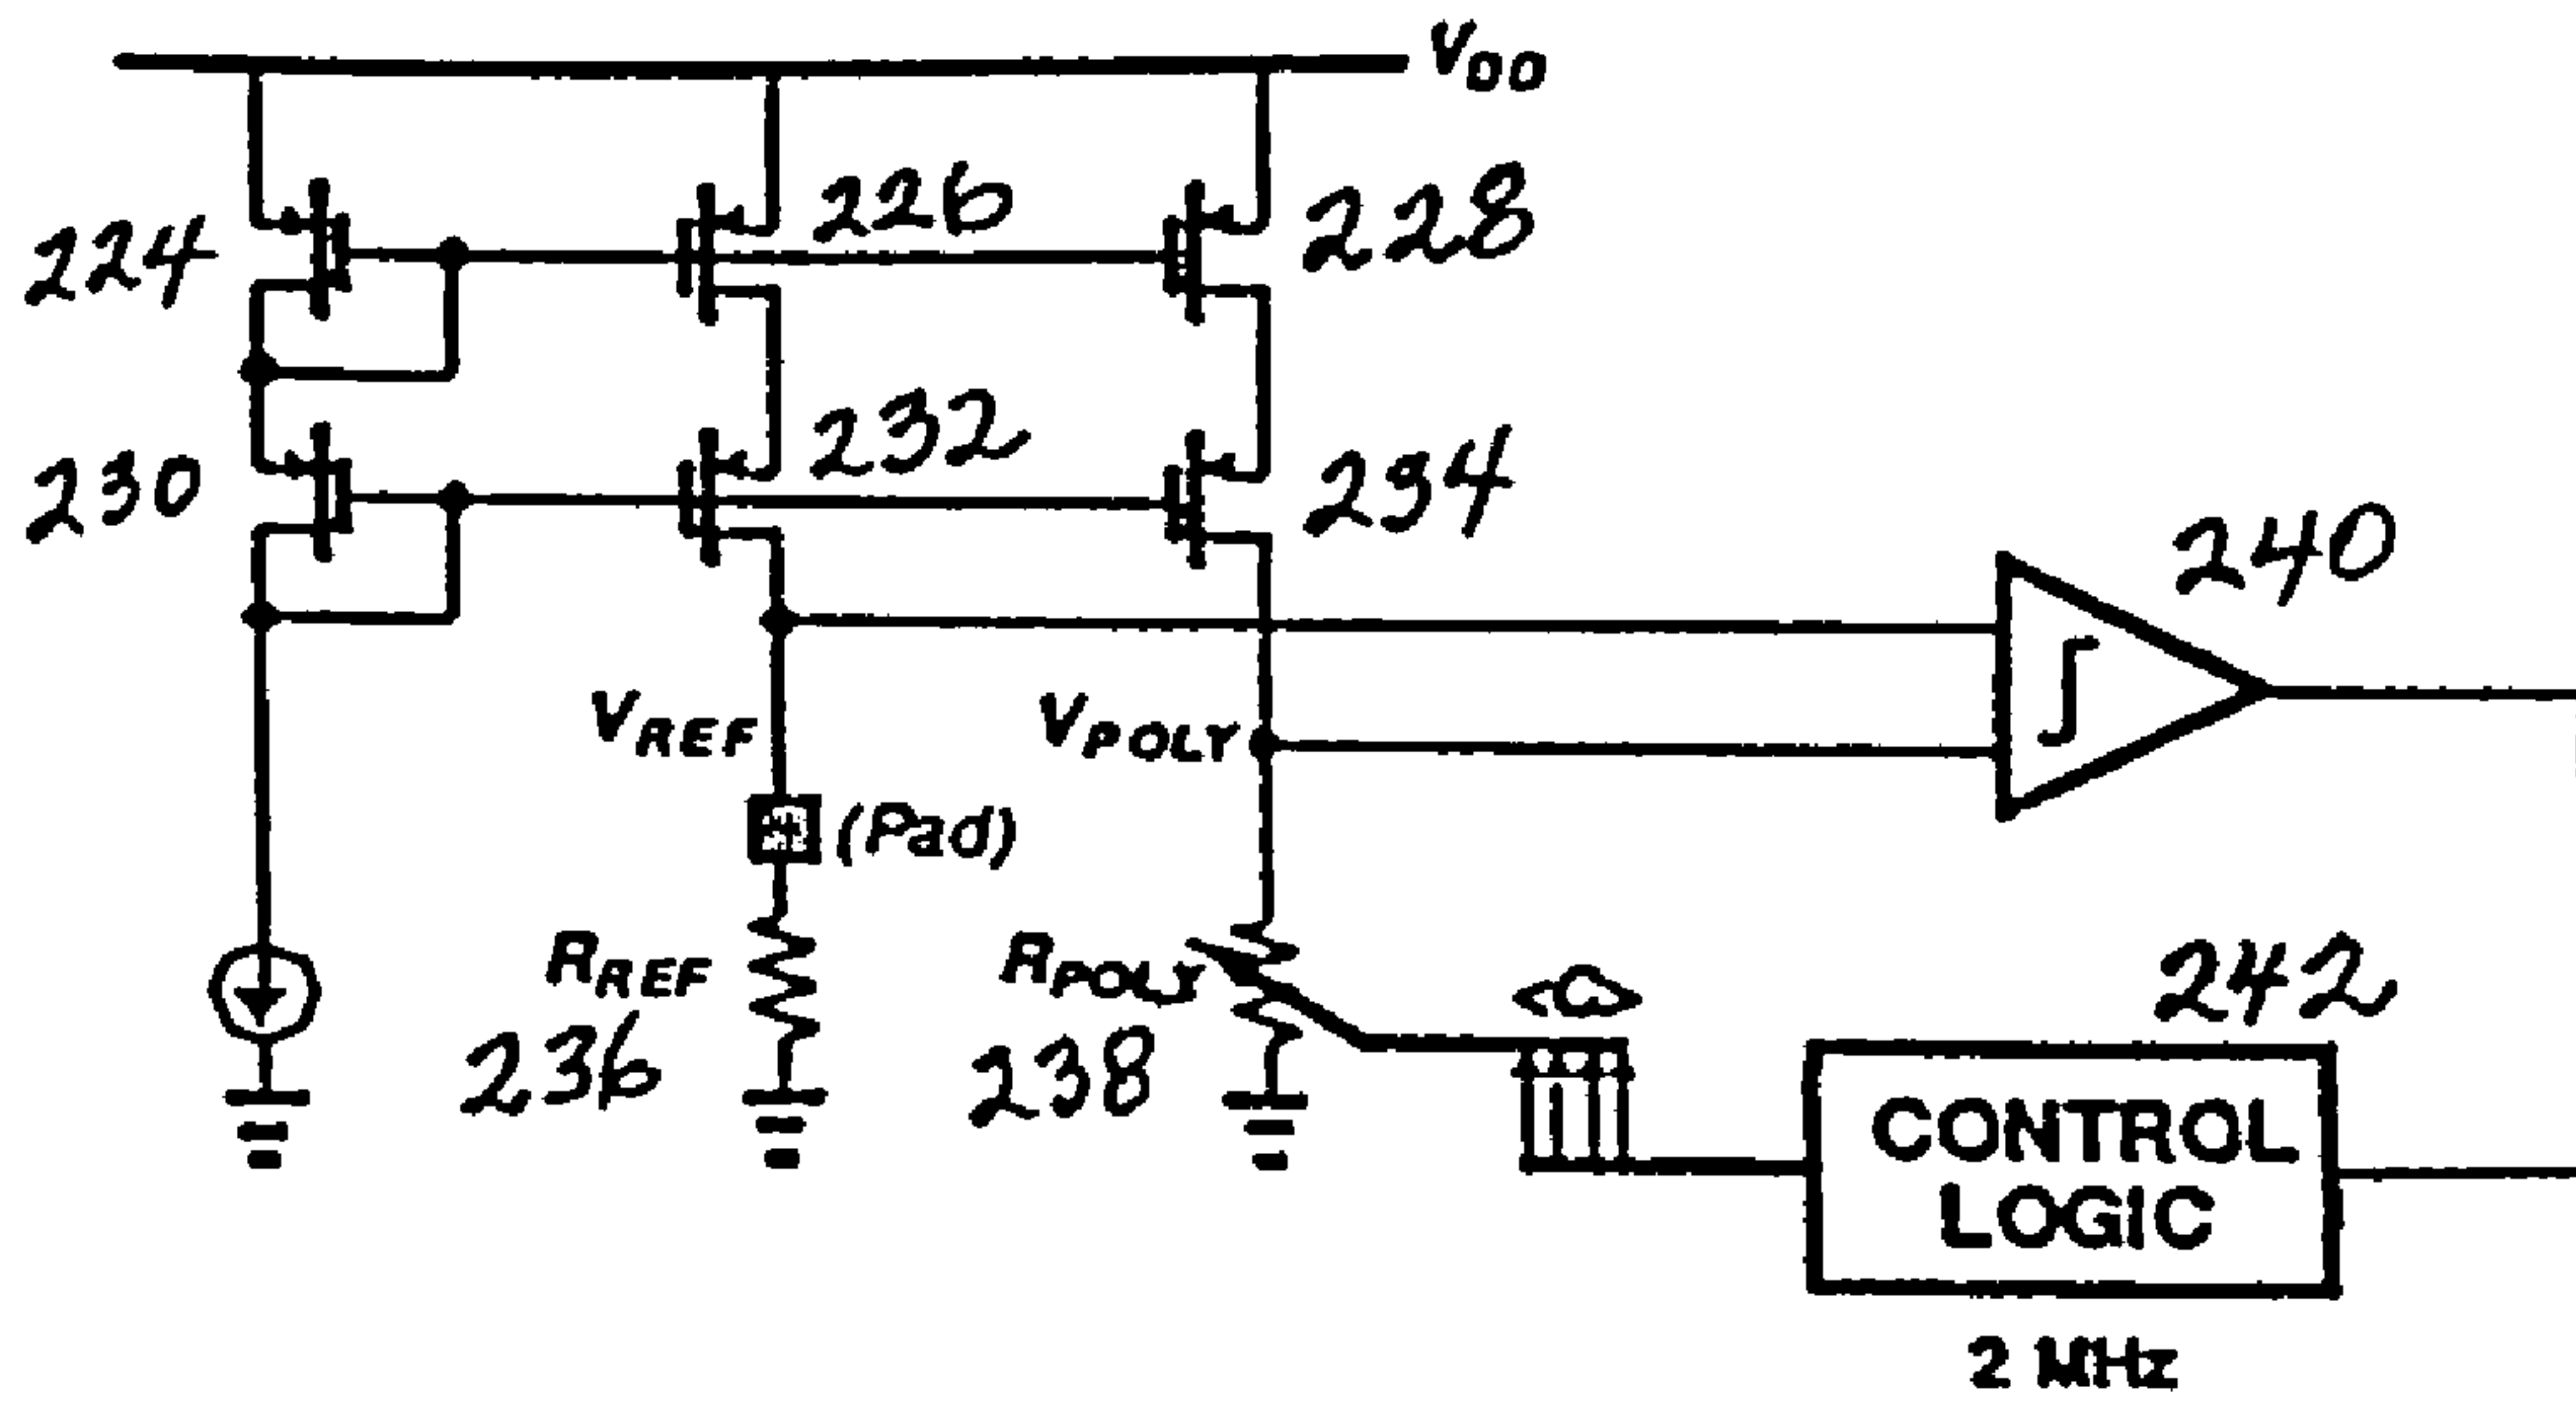 VDD
224
226
228
230
232
234
240
VREF
VPOLY
(Pad)
RREF
236
RPOLY
238
<C>
242
CONTROL
LOGIC
2 MHz